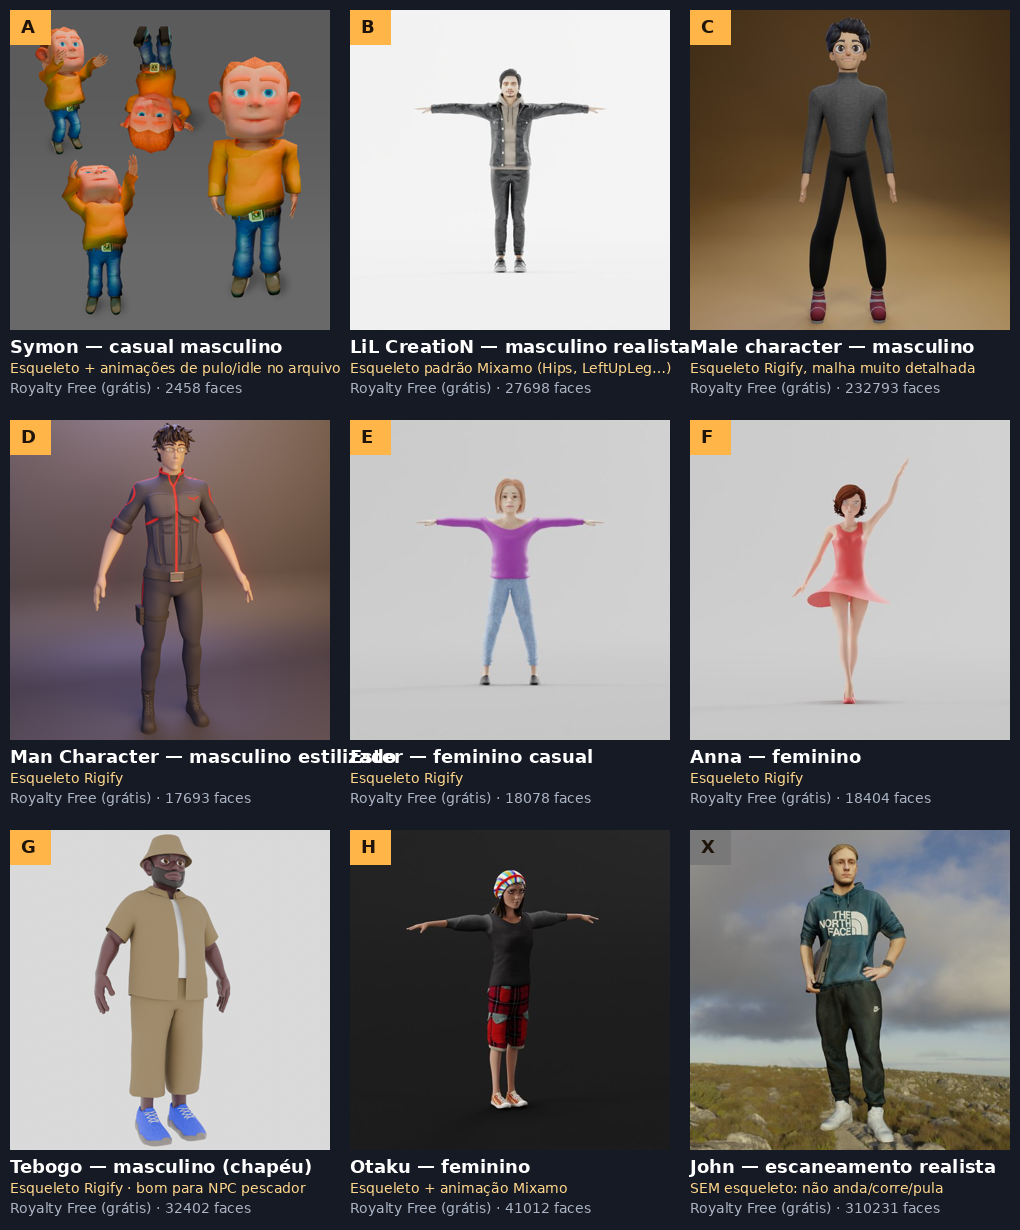 A
B
C
Symon — casual masculino
Esqueleto + animações de pulo/idle no arquivo
Royalty Free (grátis) · 2458 faces
LiL CreatioN — masculino realista
Esqueleto padrão Mixamo (Hips, LeftUpLeg...)
Royalty Free (grátis) · 27698 faces
Male character — masculino
Esqueleto Rigify, malha muito detalhada
Royalty Free (grátis) · 232793 faces
D
E
F
Man Character — masculino estilizado
Esqueleto Rigify
Royalty Free (grátis) · 17693 faces
Ester — feminino casual
Esqueleto Rigify
Royalty Free (grátis) · 18078 faces
Anna — feminino
Esqueleto Rigify
Royalty Free (grátis) · 18404 faces
G
H
X
THE
NORTH
FACE
Tebogo — masculino (chapéu)
Esqueleto Rigify · bom para NPC pescador
Royalty Free (grátis) · 32402 faces
Otaku — feminino
Esqueleto + animação Mixamo
Royalty Free (grátis) · 41012 faces
John — escaneamento realista
SEM esqueleto: não anda/corre/pula
Royalty Free (grátis) · 310231 faces